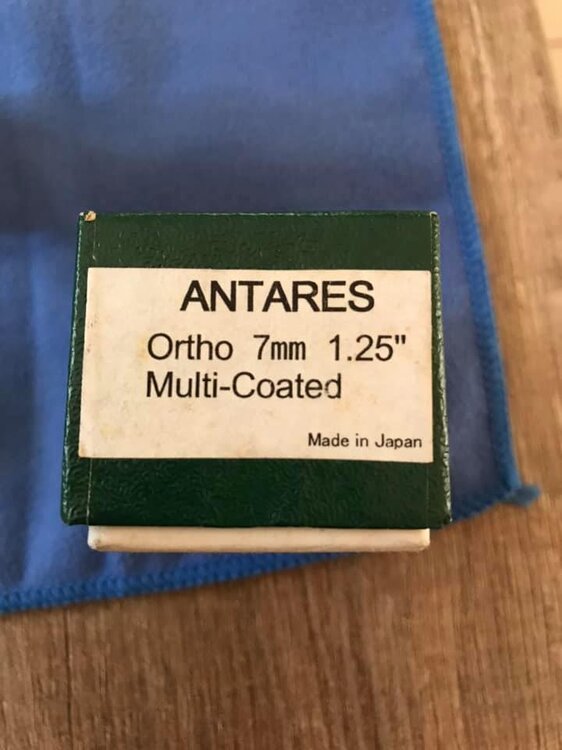 ANTARES
Ortho 7mm 1.25"
Multi-Coated
Made in Japan